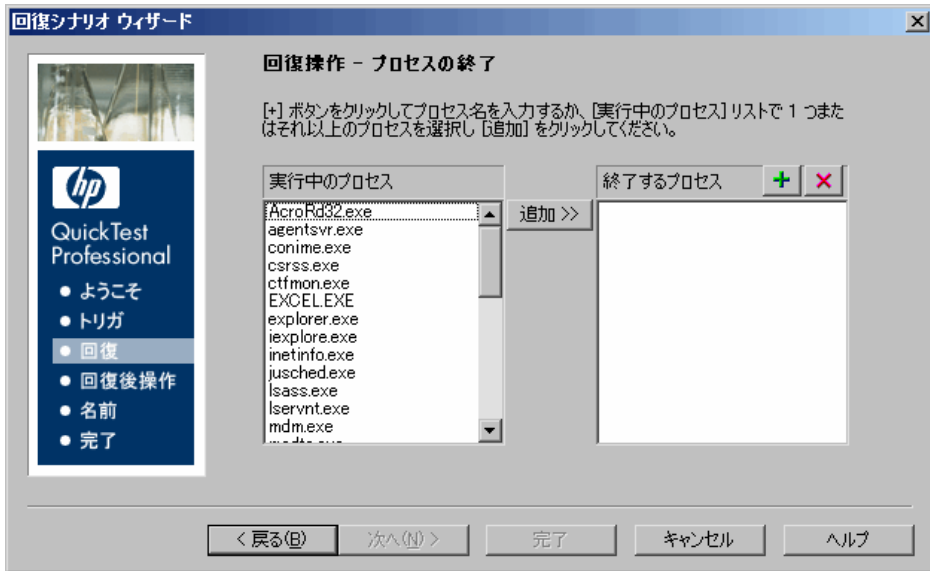 回復シナリオ ウィザード
回復操作 - プロセスの終了
[+] ボタンをクリックしてプロセス名を入力するか、[実行中のプロセス] リストで 1 つまた
はそれ以上のプロセスを選択し [追加] をクリックしてください。
hp
QuickTest
Professional
ようこそ
トリガ
回復
回復後操作
名前
完了
実行中のプロセス
AcroRd32.exe
agentsvr.exe
conime.exe
csrss.exe
ctfmon.exe
EXCEL.EXE
explorer.exe
iexplore.exe
inetinfo.exe
jusched.exe
lsass.exe
lservnt.exe
mdm.exe
追加 >>
終了するプロセス
< 戻る(B)
次へ(N) >
完了
キャンセル
ヘルプ